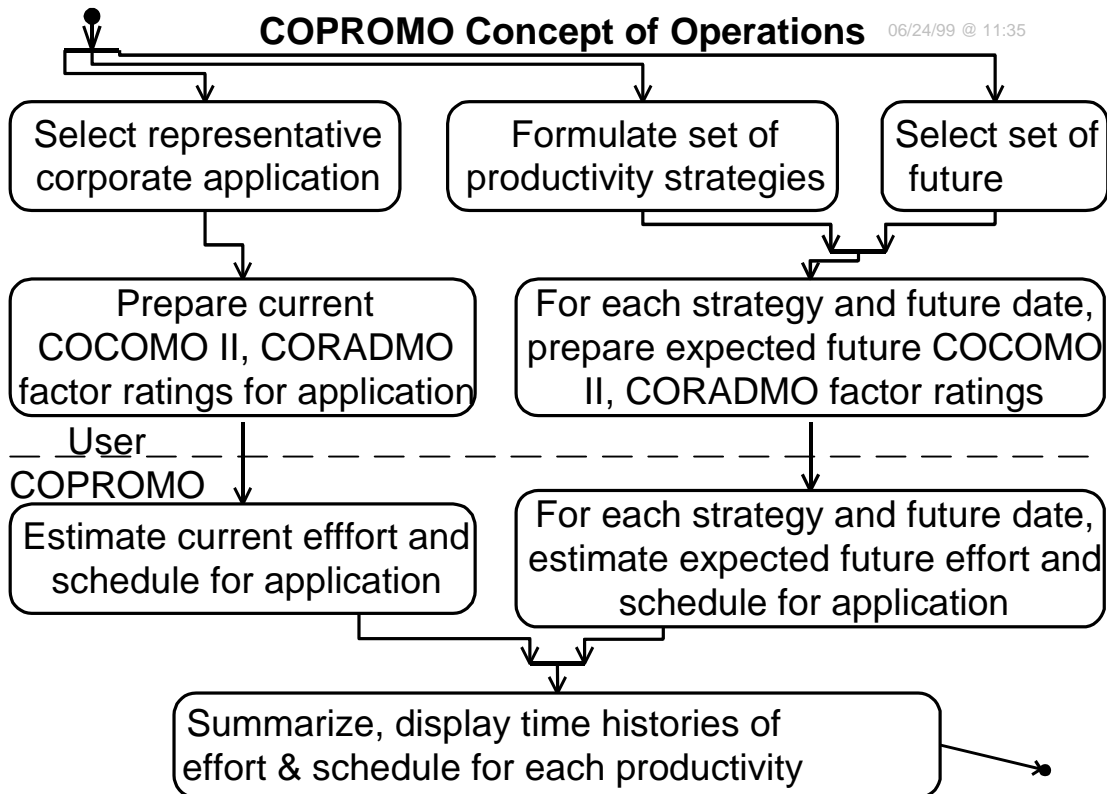 COPROMO Concept of Operations
06/24/99 @ 11:35
Select representative
corporate application
Formulate set of
productivity strategies
Select set of
future
Prepare current
COCOMO II, CORADMO
factor ratings for application
For each strategy and future date,
prepare expected future COCOMO
II, CORADMO factor ratings
User
COPROMO
Estimate current efffort and
schedule for application
For each strategy and future date,
estimate expected future effort and
schedule for application
Summarize, display time histories of
effort & schedule for each productivity